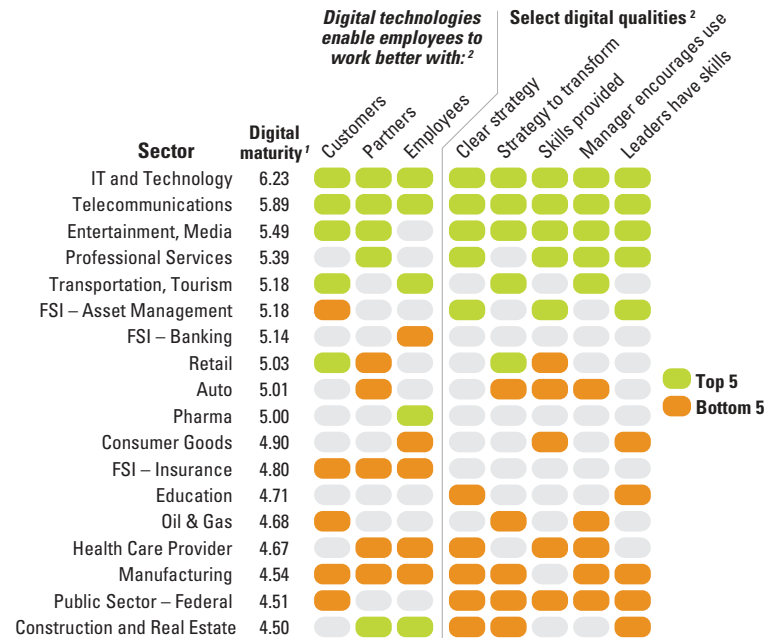 Digital technologies
enable employees to
work better with: 2
Select digital qualities 2
Sector
Digital
maturity 1
Customers
Partners
Employees
Clear strategy
Strategy to transform
Skills provided
Manager encourages use
Leaders have skills
IT and Technology 6.23
Telecommunications 5.89
Entertainment, Media 5.49
Professional Services 5.39
Transportation, Tourism 5.18
FSI – Asset Management 5.18
FSI – Banking 5.14
Retail 5.03
Auto 5.01
Pharma 5.00
Consumer Goods 4.90
FSI – Insurance 4.80
Education 4.71
Oil & Gas 4.68
Health Care Provider 4.67
Manufacturing 4.54
Public Sector – Federal 4.51
Construction and Real Estate 4.50
Top 5
Bottom 5